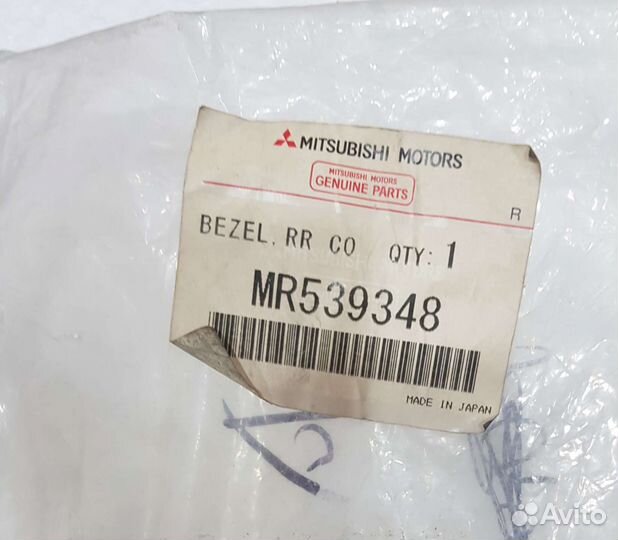 MITSUBISHI MOTORS
MITSUBISHI MOTORS
GENUINE PARTS
R
BEZEL, RR CO QTY: 1
MR539348
MADE IN JAPAN
Avito